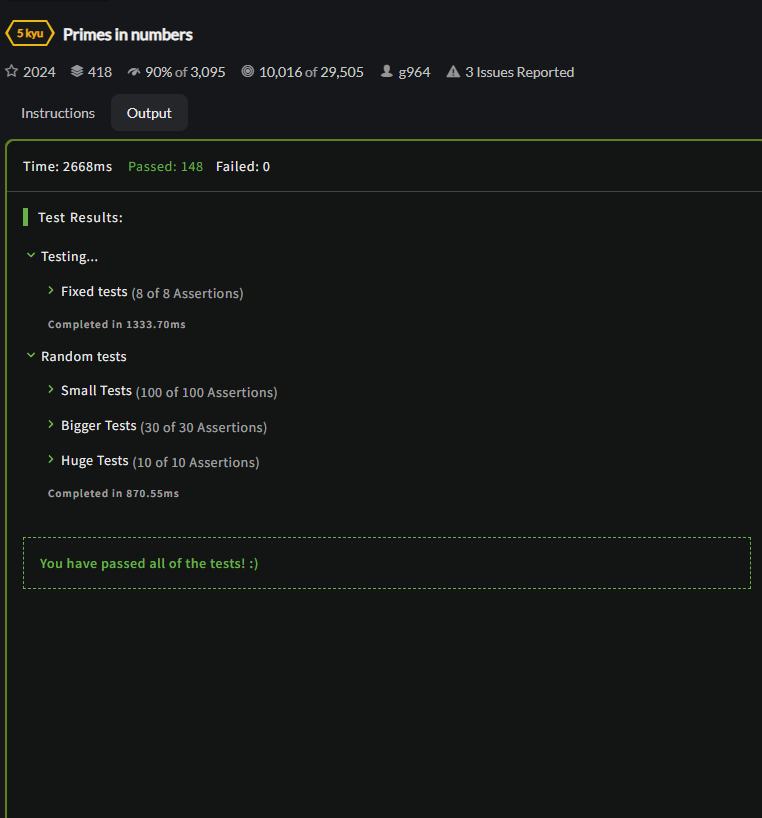 5 kyu Primes in numbers
2024 418 90% of 3,095 10,016 of 29,505 g964 3 Issues Reported
Instructions Output
Time: 2668ms Passed: 148 Failed: 0
Test Results:
Testing...
Fixed tests (8 of 8 Assertions)
Completed in 1333.70ms
Random tests
Small Tests (100 of 100 Assertions)
Bigger Tests (30 of 30 Assertions)
Huge Tests (10 of 10 Assertions)
Completed in 870.55ms
You have passed all of the tests! :)